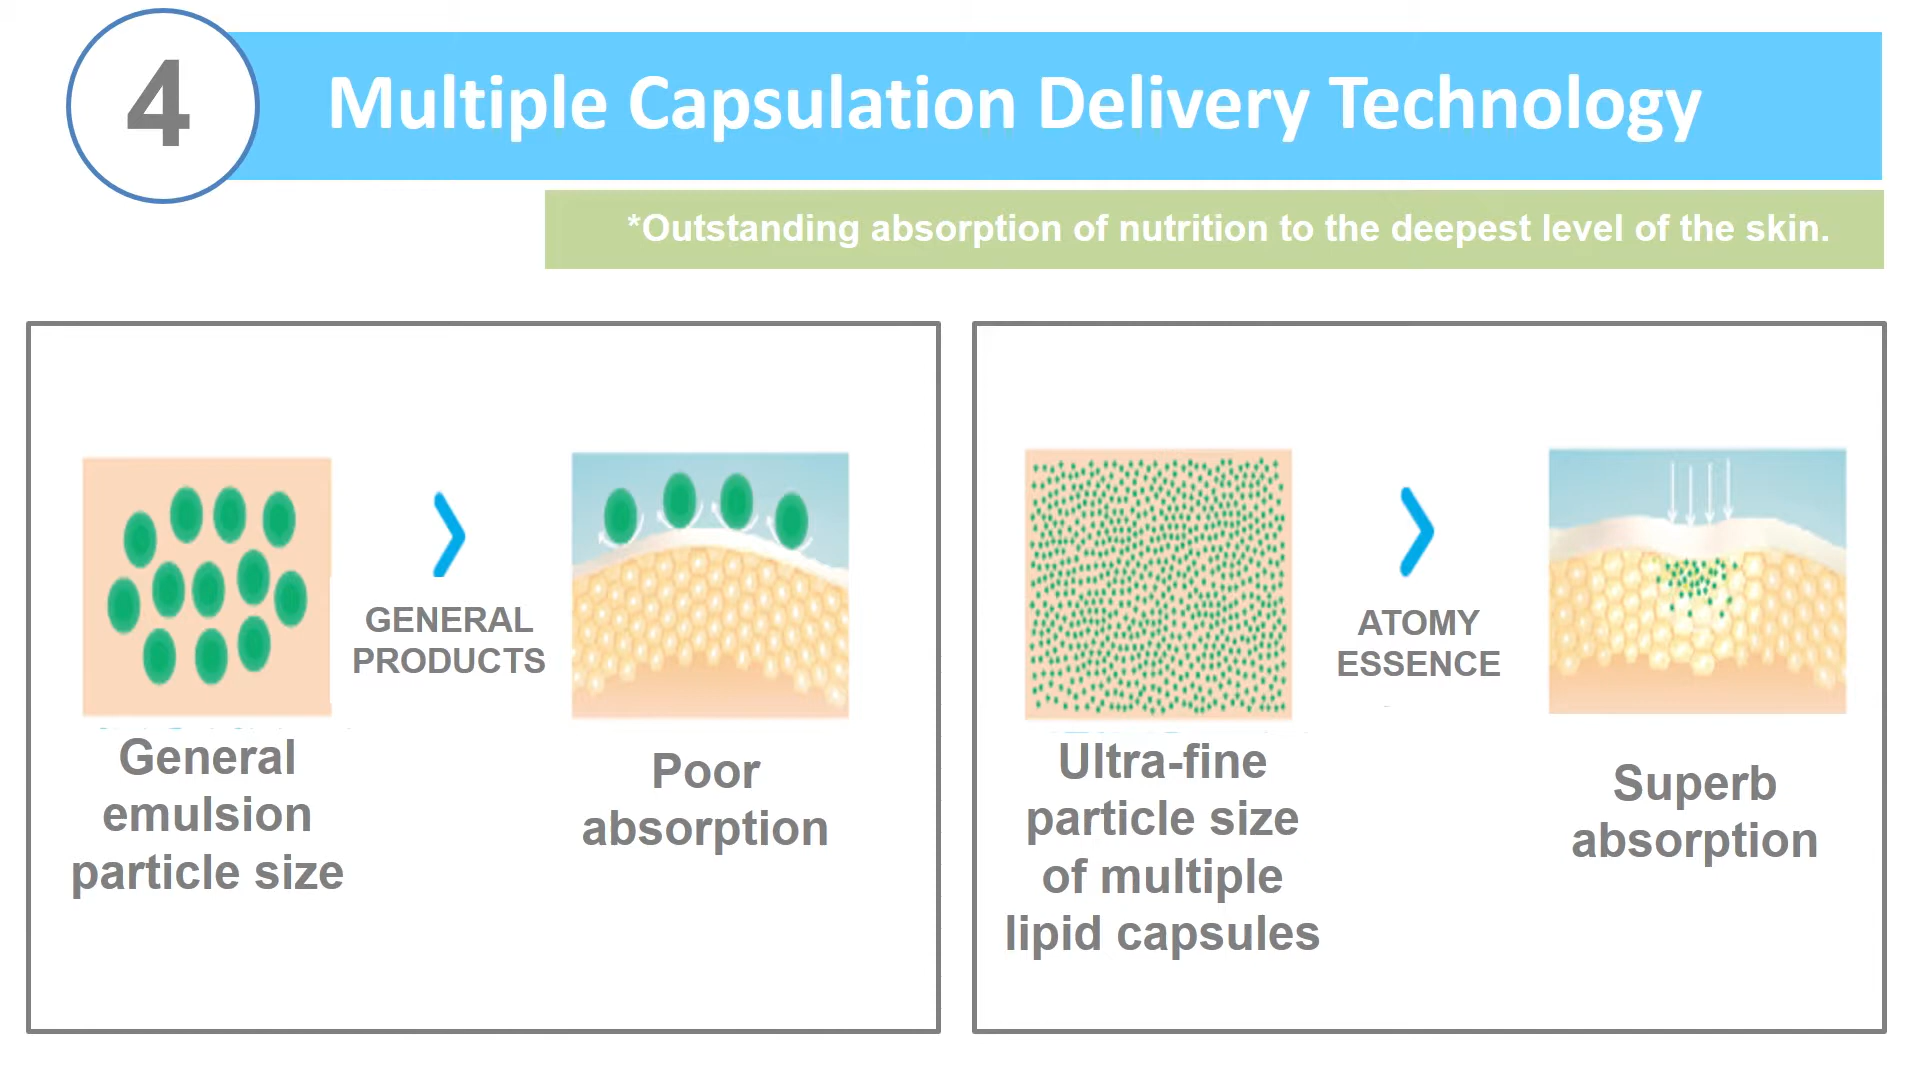 4
Multiple Capsulation Delivery Technology
*Outstanding absorption of nutrition to the deepest level of the skin.
GENERAL
PRODUCTS
General
emulsion
particle size
Poor
absorption
ATOMY
ESSENCE
Ultra-fine
particle size
of multiple
lipid capsules
Superb
absorption